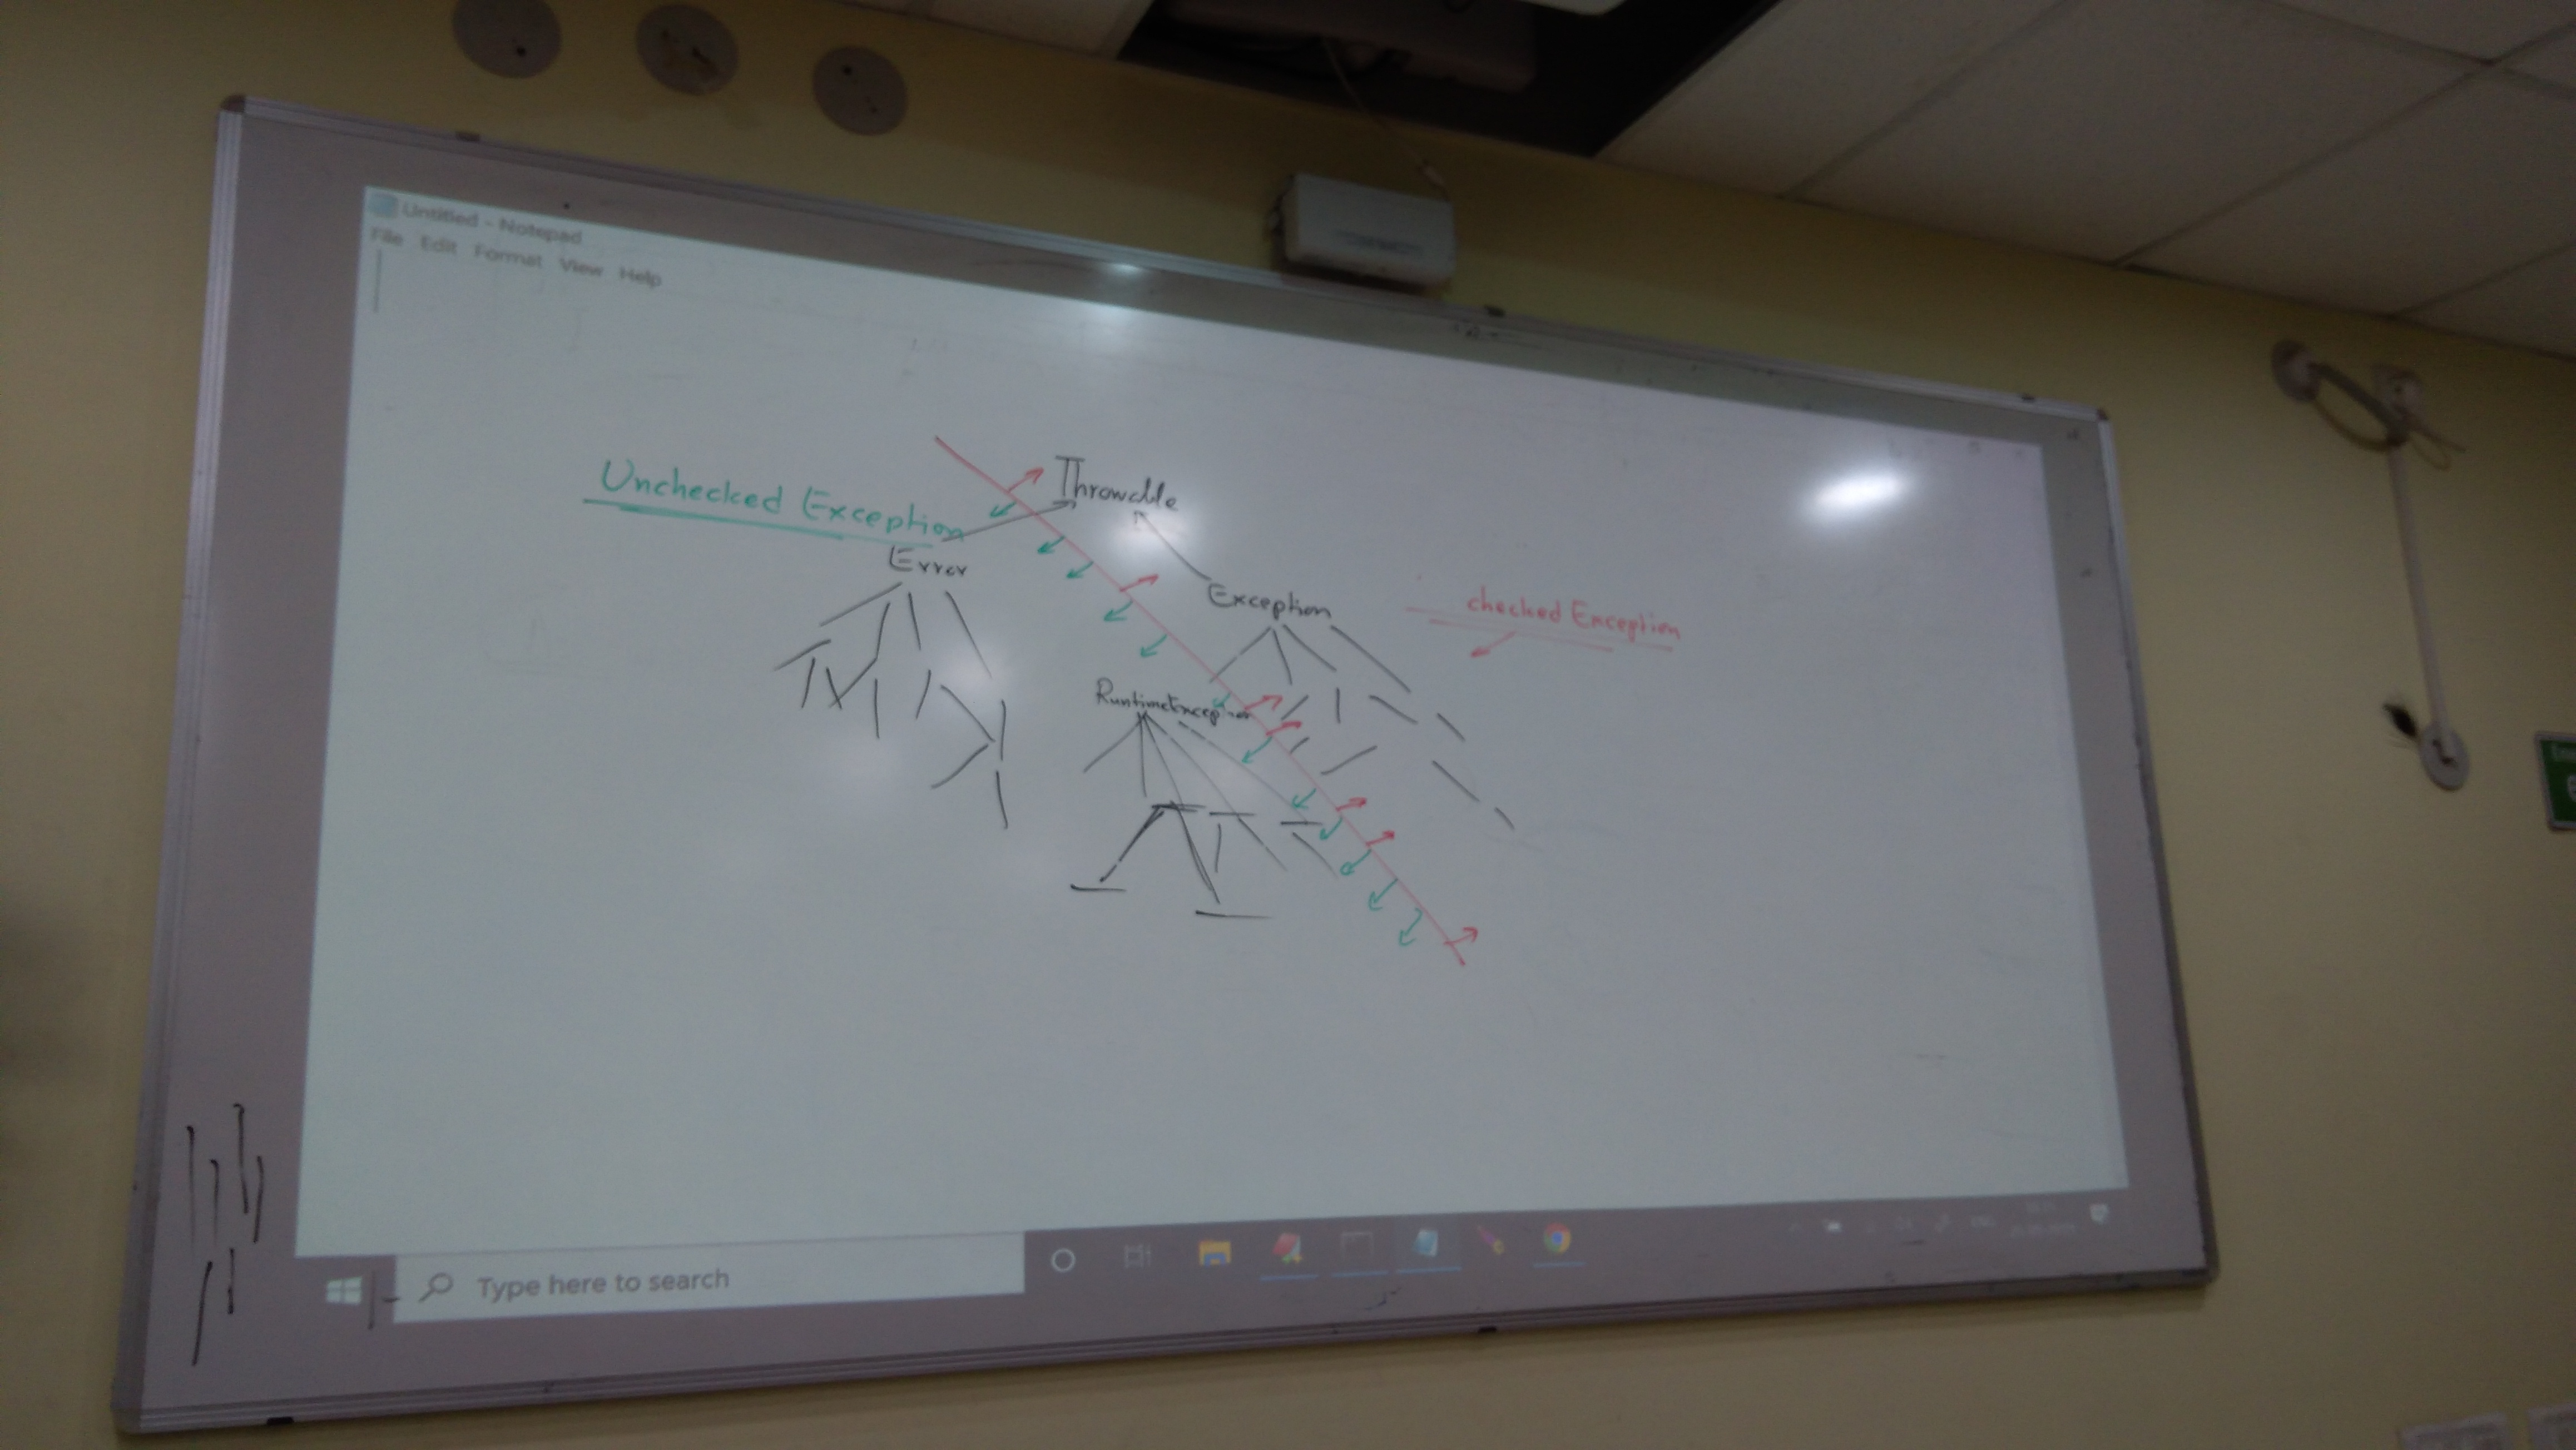 Untitled - Notepad
File Edit Format View Help
Throwable
Unchecked Exception
Error
Exception
checked Exception
RuntimeException
Type here to search